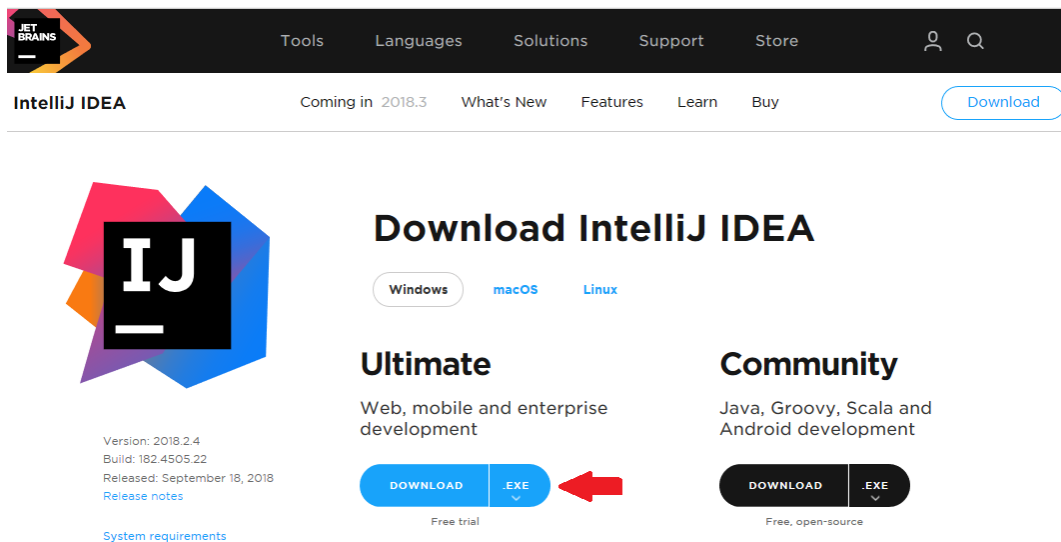 JET
BRAINS
Tools Languages Solutions Support Store
IntelliJ IDEA Coming in 2018.3 What's New Features Learn Buy Download
IJ
Download IntelliJ IDEA
Windows macOS Linux
Ultimate
Web, mobile and enterprise
development
DOWNLOAD .EXE
Free trial
Community
Java, Groovy, Scala and
Android development
DOWNLOAD .EXE
Free, open-source
Version: 2018.2.4
Build: 182.4505.22
Released: September 18, 2018
Release notes
System requirements